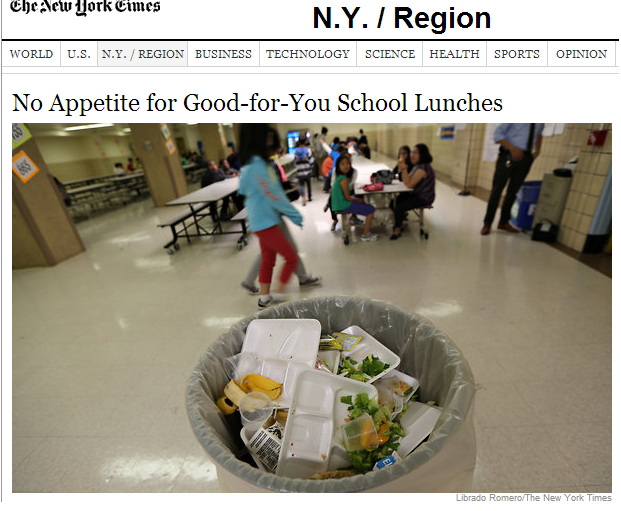 The New York Times
N.Y. / Region
WORLD U.S. N.Y. / REGION BUSINESS TECHNOLOGY SCIENCE HEALTH SPORTS OPINION
No Appetite for Good-for-You School Lunches
Librado Romero/The New York Times